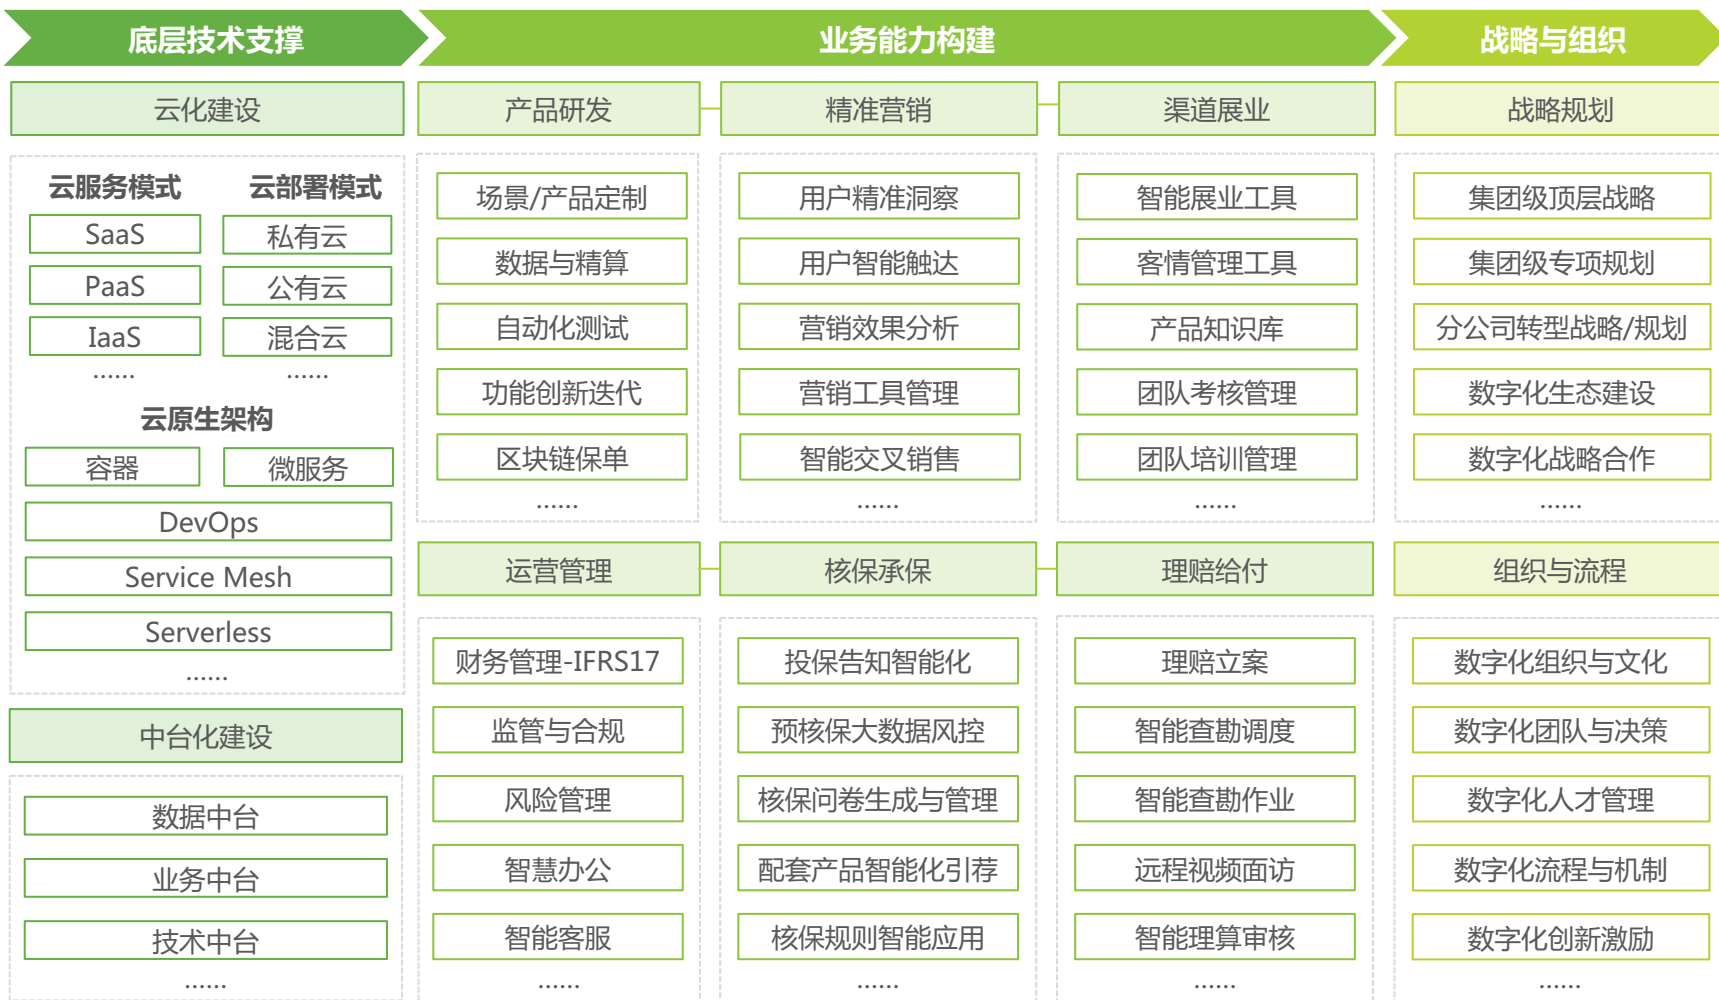 底层技术支撑
业务能力构建
战略与组织
云化建设
云服务模式
云部署模式
SaaS
私有云
PaaS
公有云
IaaS
混合云
......
......
云原生架构
容器
微服务
DevOps
Service Mesh
Serverless
......
中台化建设
数据中台
业务中台
技术中台
......
产品研发
场景/产品定制
数据与精算
自动化测试
功能创新迭代
区块链保单
......
精准营销
用户精准洞察
用户智能触达
营销效果分析
营销工具管理
智能交叉销售
......
渠道展业
智能展业工具
客情管理工具
产品知识库
团队考核管理
团队培训管理
......
运营管理
财务管理-IFRS17
监管与合规
风险管理
智慧办公
智能客服
......
核保承保
投保告知智能化
预核保大数据风控
核保问卷生成与管理
配套产品智能化引荐
核保规则智能应用
......
理赔给付
理赔立案
智能查勘调度
智能查勘作业
远程视频面访
智能理算审核
......
战略规划
集团级顶层战略
集团级专项规划
分公司转型战略/规划
数字化生态建设
数字化战略合作
......
组织与流程
数字化组织与文化
数字化团队与决策
数字化人才管理
数字化流程与机制
数字化创新激励
......